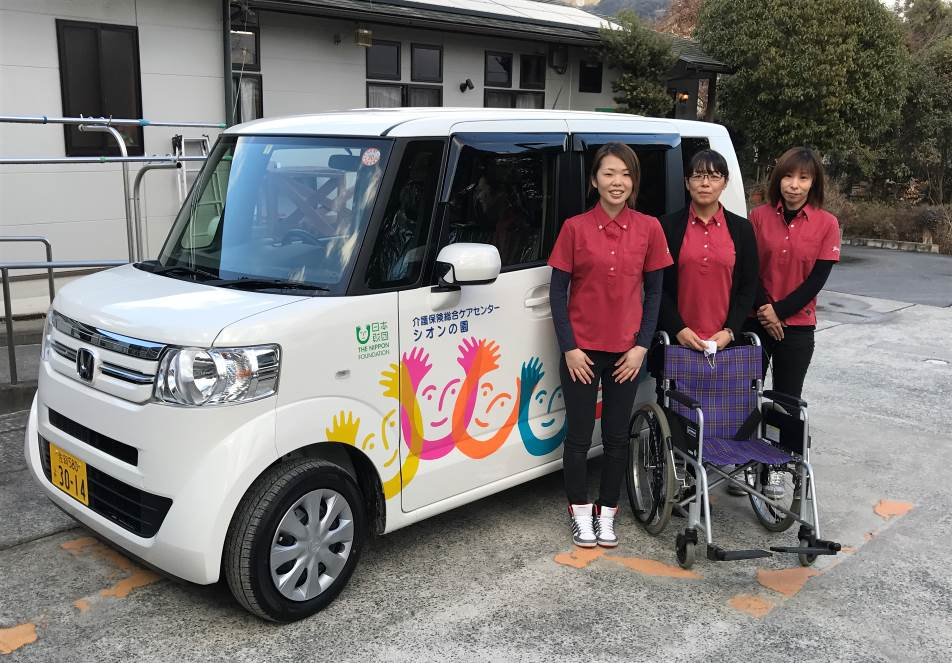 日本
財団
THE NIPPON
FOUNDATION
介護保険総合ケアセンター
シオンの園
580
30-14